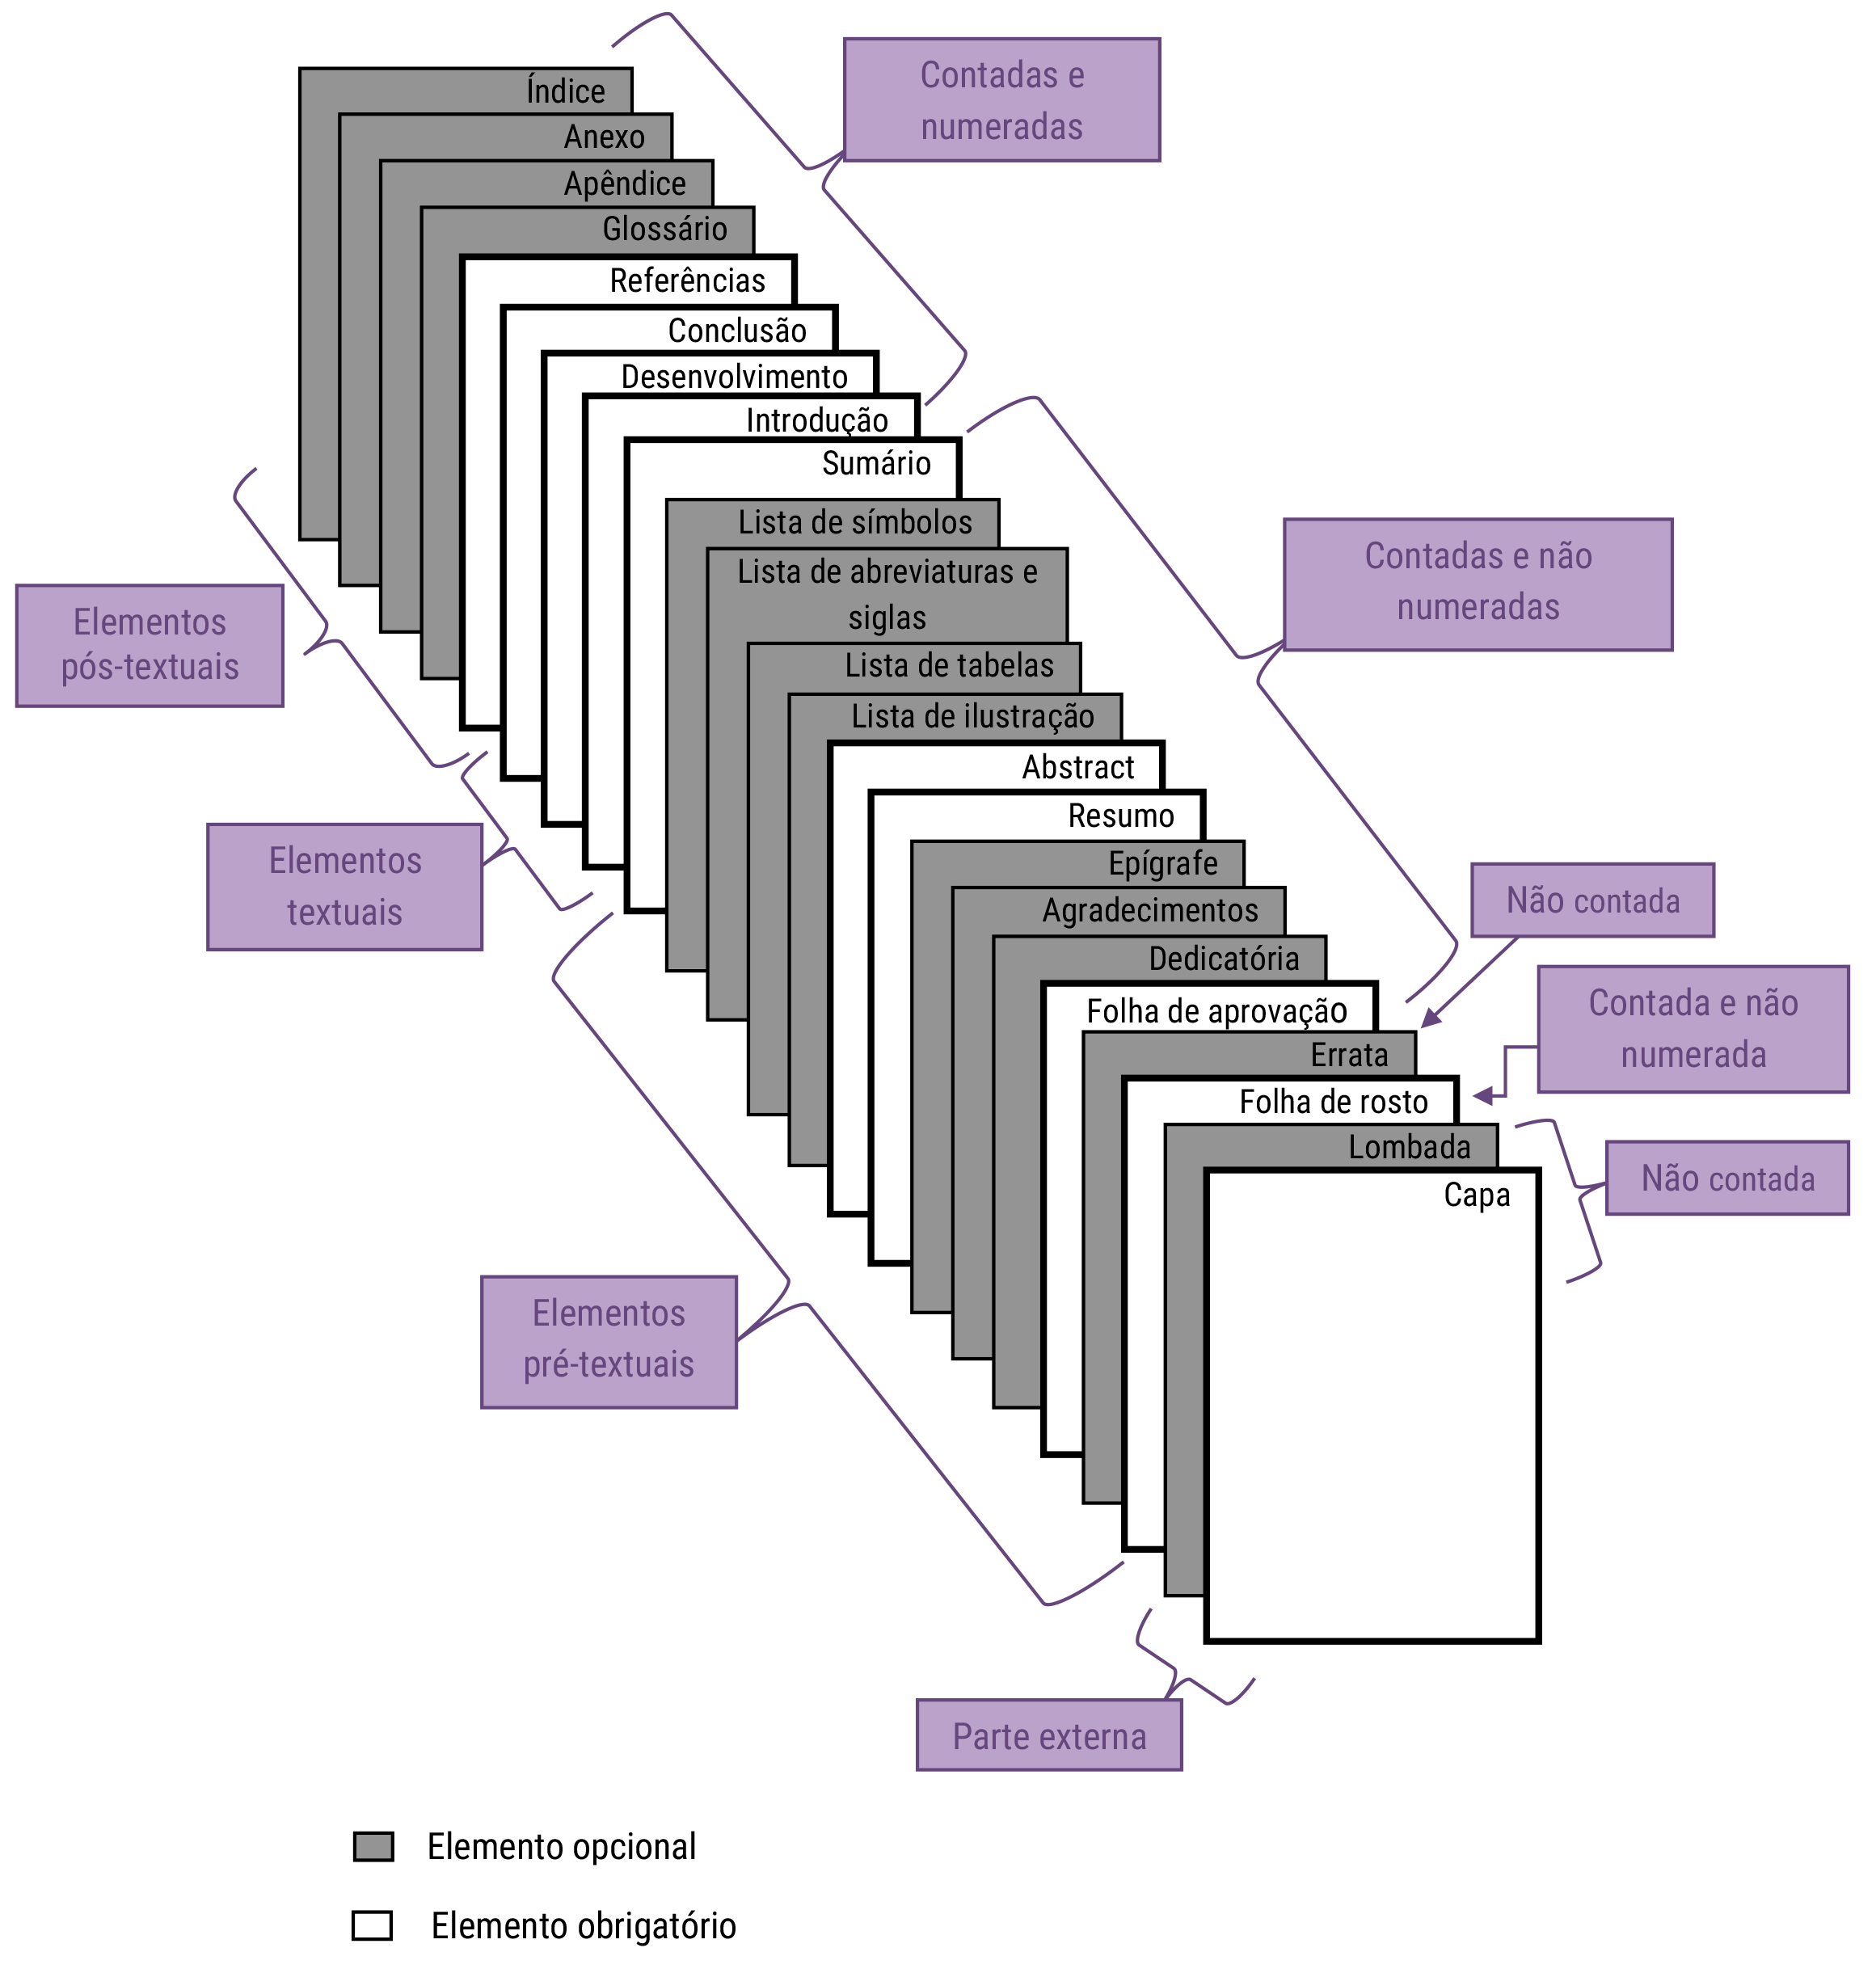 Contadas e
numeradas
Índice
Anexo
Apêndice
Glossário
Referências
Conclusão
Desenvolvimento
Introdução
Sumário
Lista de símbolos
Lista de abreviaturas e
siglas
Lista de tabelas
Lista de ilustração
Abstract
Resumo
Epígrafe
Agradecimentos
Dedicatória
Folha de aprovação
Errata
Folha de rosto
Lombada
Capa
Contadas e não
numeradas
Não contada
Contada e não
numerada
Não contada
Elementos
pós-textuais
Elementos
textuais
Elementos
pré-textuais
Parte externa
Elemento opcional
Elemento obrigatório